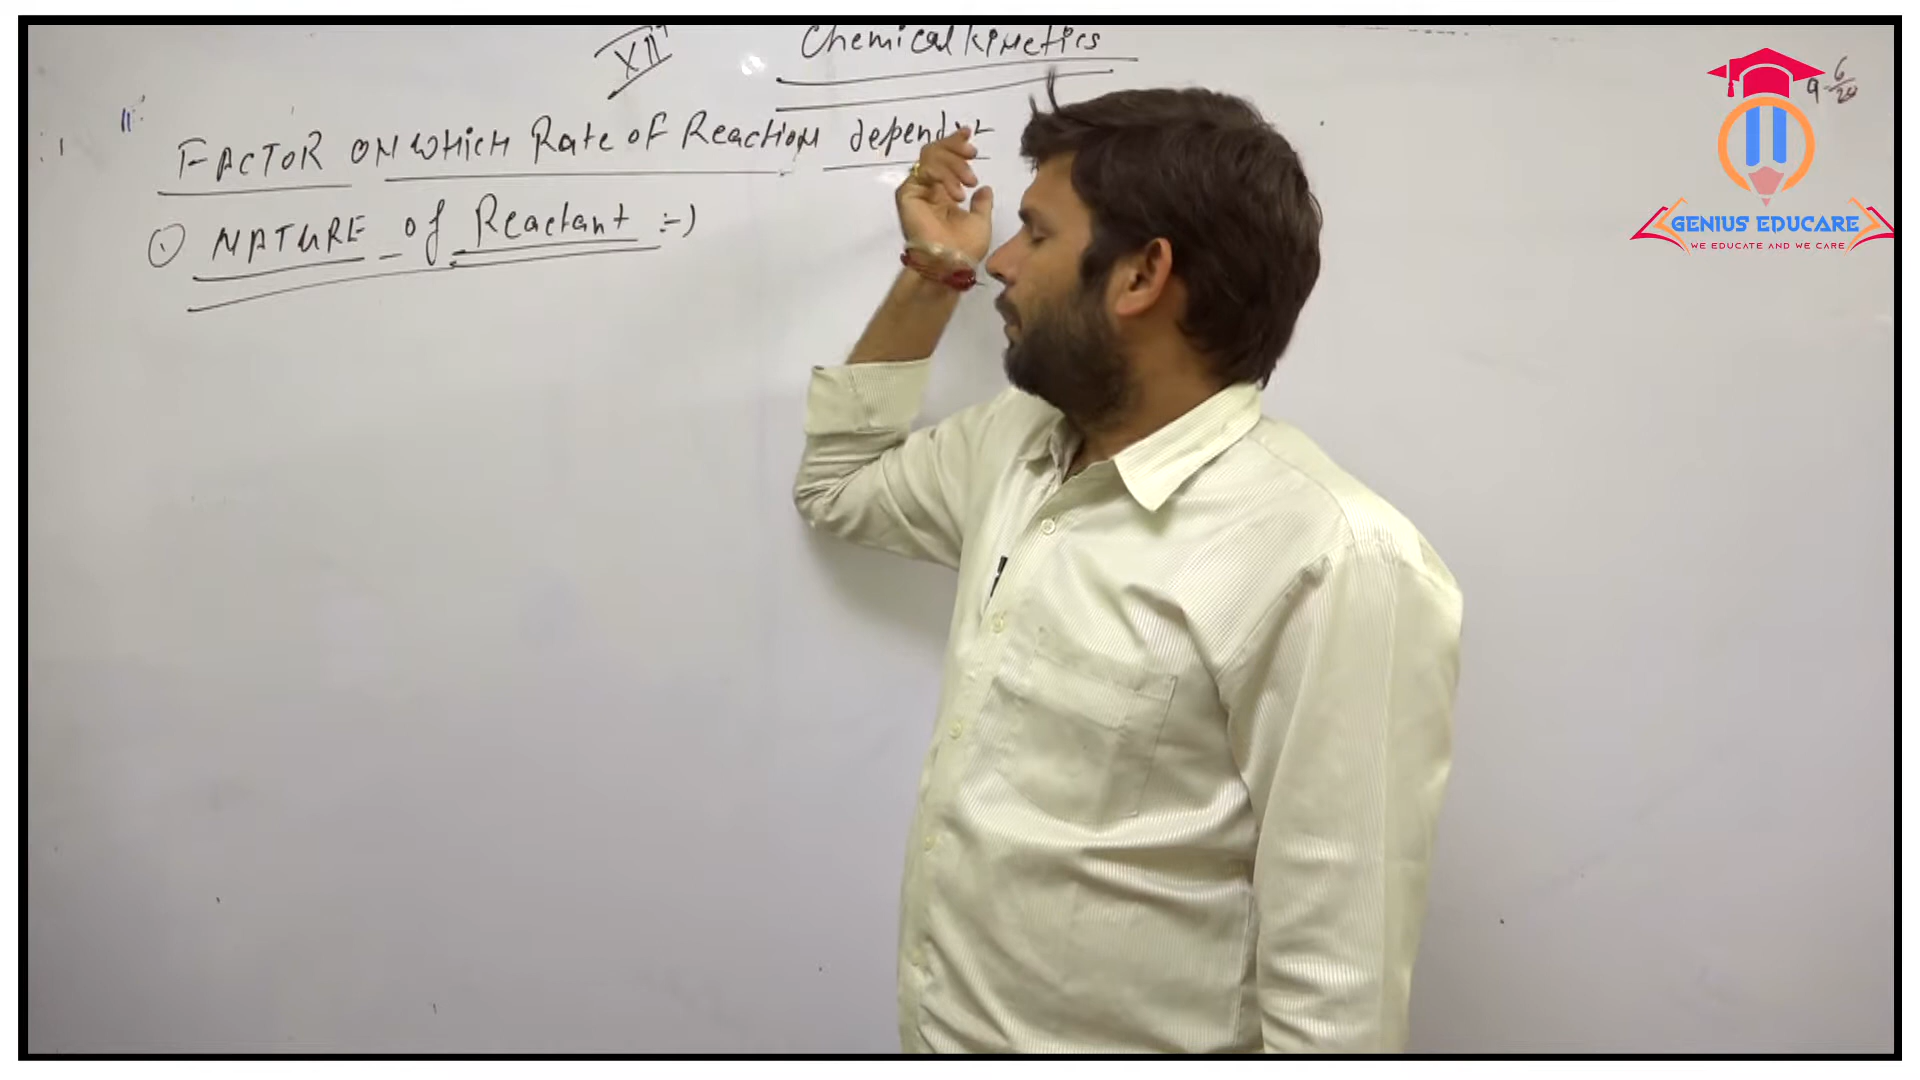 XII
Chemical kinetics
FACTOR ON WHICH Rate of Reaction depends
① NATURE of Reactant :-)
GENIUS EDUCARE
WE EDUCATE AND WE CARE